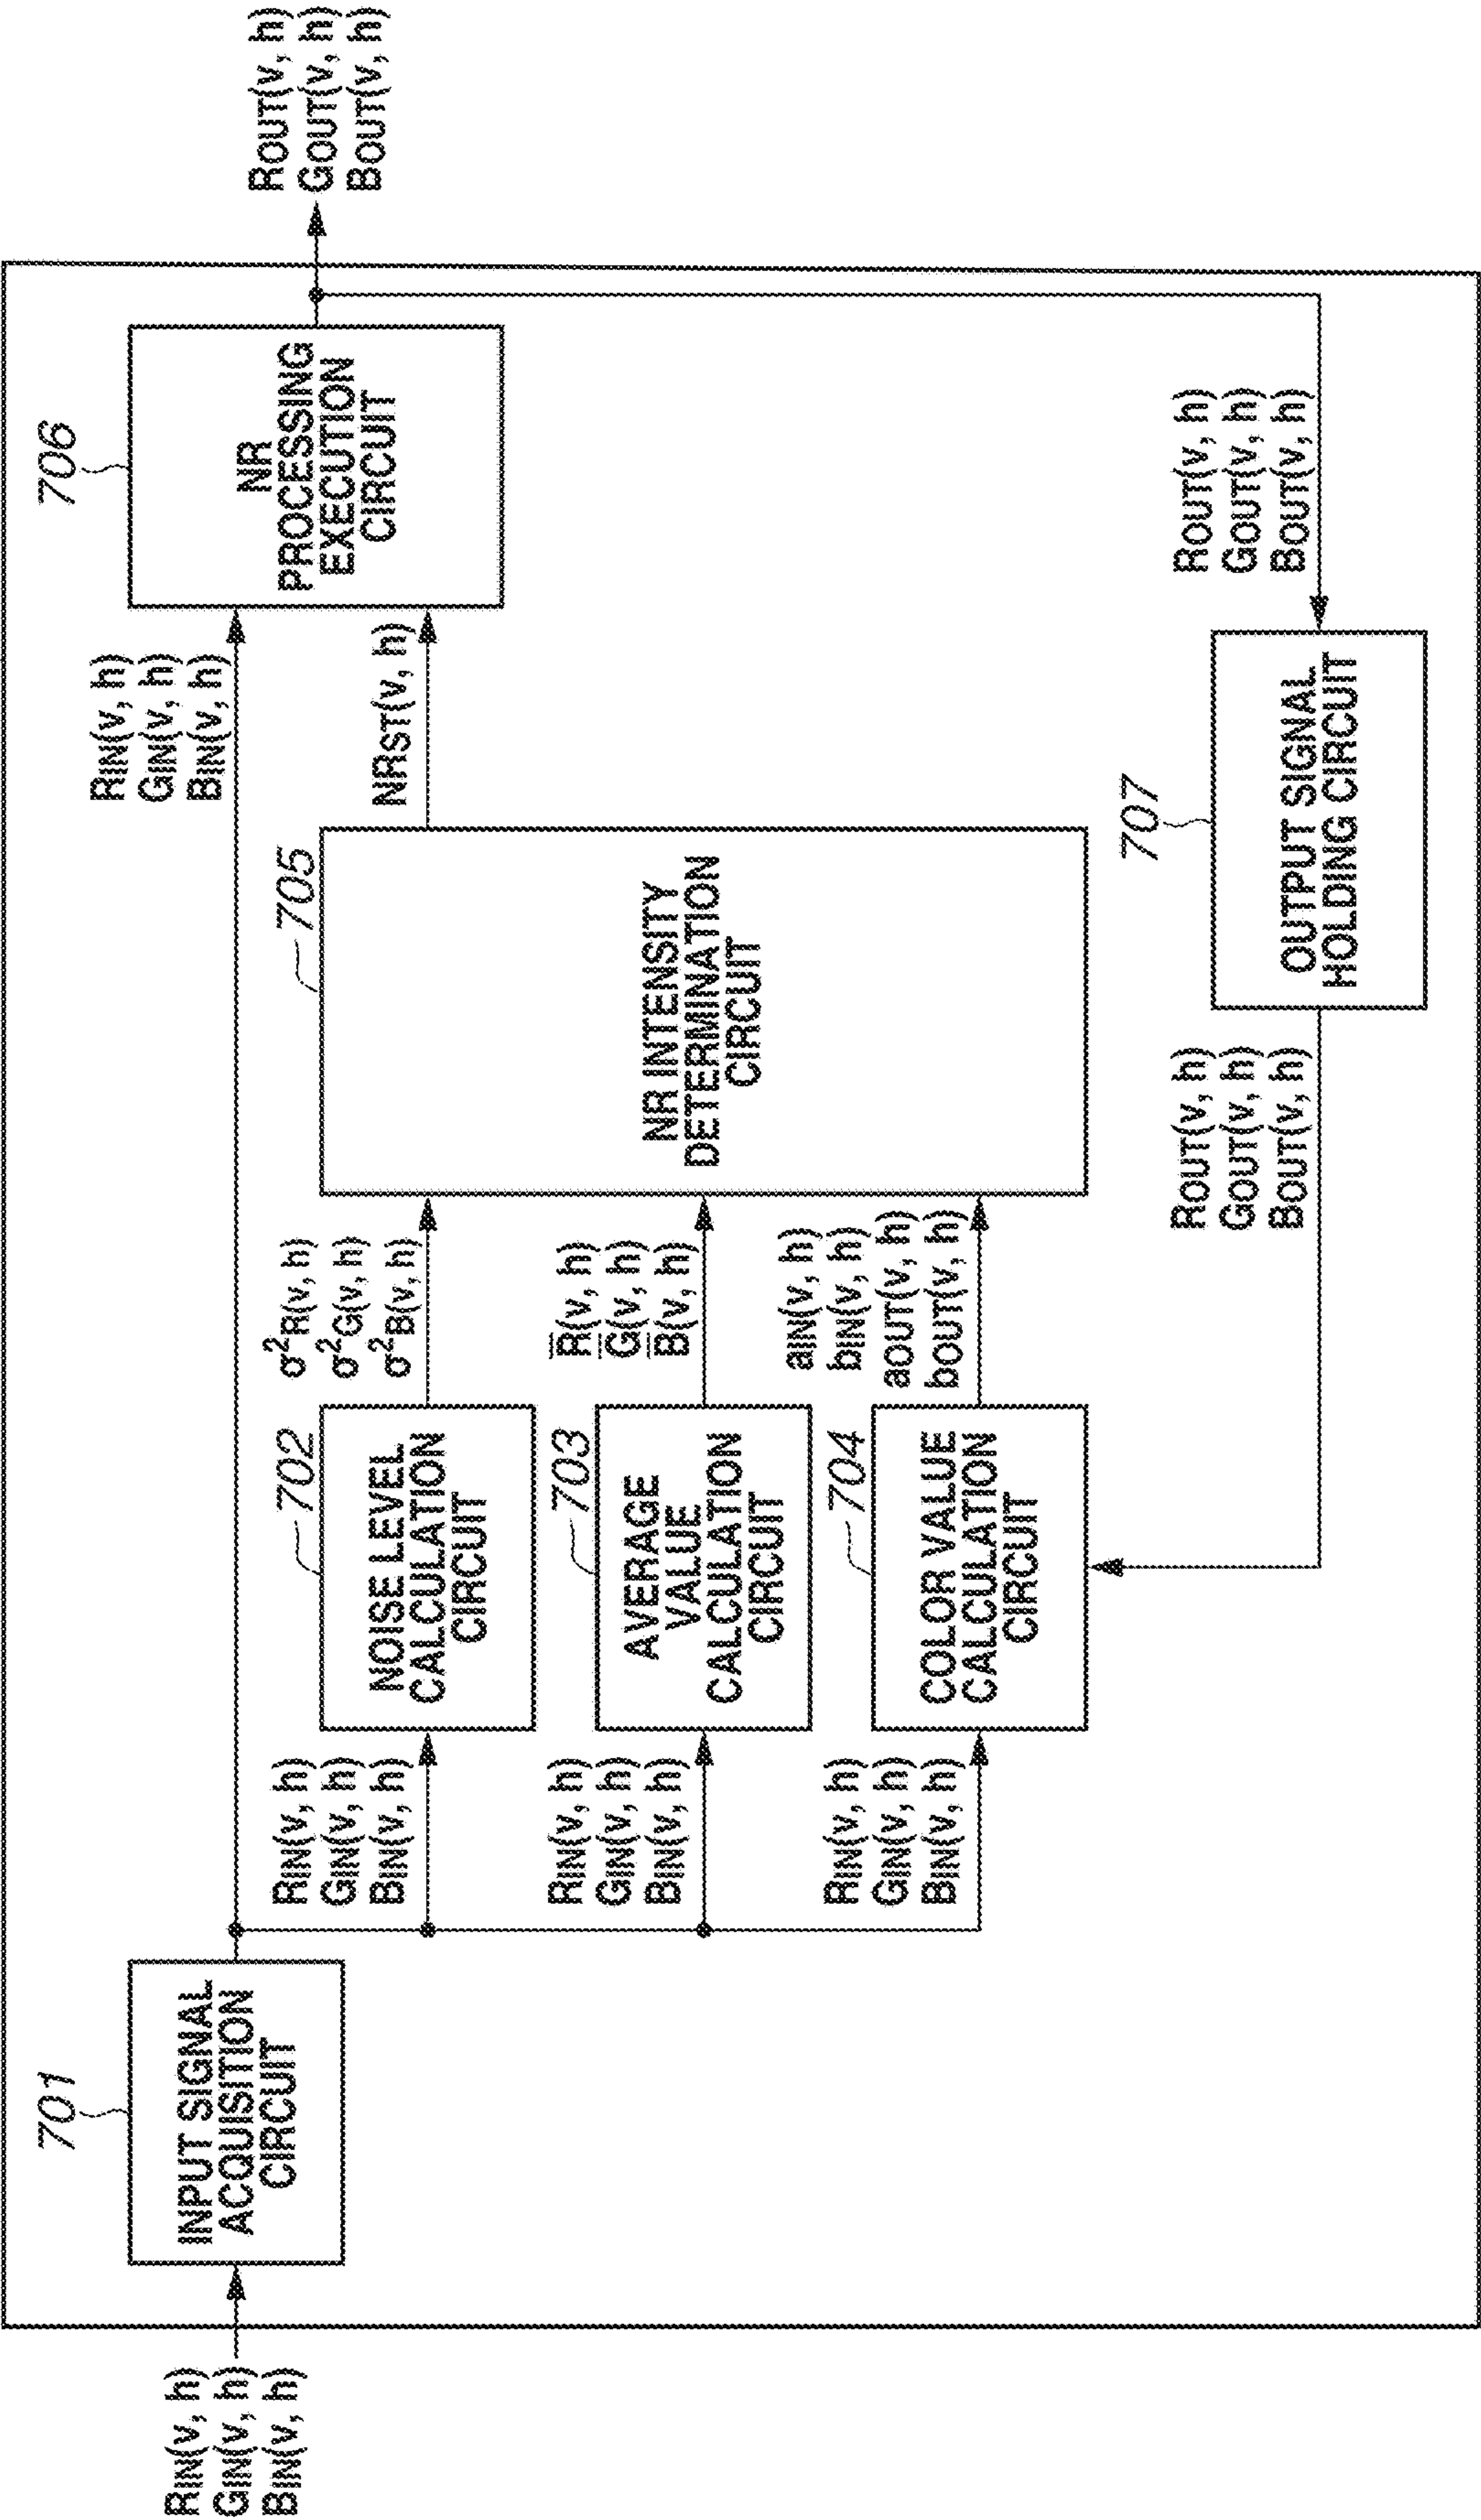 RIN(v, h)
GIN(v, h)
BIN(v, h)
701
INPUT SIGNAL
ACQUISITION
CIRCUIT
RIN(v, h)
GIN(v, h)
BIN(v, h)
702
NOISE LEVEL
CALCULATION
CIRCUIT
σ²R(v, h)
σ²G(v, h)
σ²B(v, h)
RIN(v, h)
GIN(v, h)
BIN(v, h)
703
AVERAGE
VALUE
CALCULATION
CIRCUIT
R̅(v, h)
G̅(v, h)
B̅(v, h)
RIN(v, h)
GIN(v, h)
BIN(v, h)
704
COLOR VALUE
CALCULATION
CIRCUIT
aIN(v, h)
bIN(v, h)
aOUT(v, h)
bOUT(v, h)
705
NR INTENSITY
DETERMINATION
CIRCUIT
RIN(v, h)
GIN(v, h)
BIN(v, h)
NRST(v, h)
706
NR
PROCESSING
EXECUTION
CIRCUIT
ROUT(v, h)
GOUT(v, h)
BOUT(v, h)
ROUT(v, h)
GOUT(v, h)
BOUT(v, h)
707
OUTPUT SIGNAL
HOLDING CIRCUIT
ROUT(v, h)
GOUT(v, h)
BOUT(v, h)